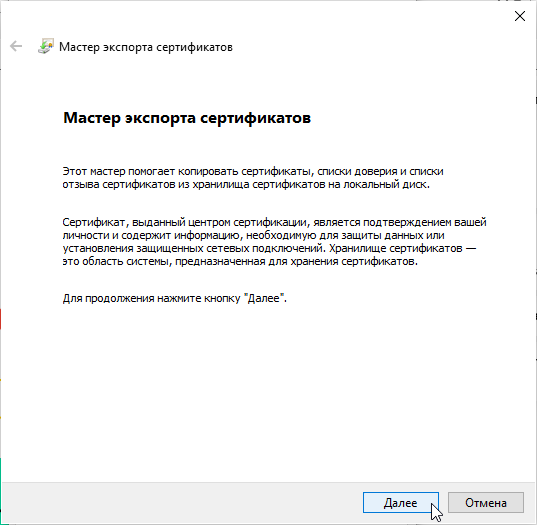 Мастер экспорта сертификатов
Мастер экспорта сертификатов
Этот мастер помогает копировать сертификаты, списки доверия и списки
отзыва сертификатов из хранилища сертификатов на локальный диск.
Сертификат, выданный центром сертификации, является подтверждением вашей
личности и содержит информацию, необходимую для защиты данных или
установления защищенных сетевых подключений. Хранилище сертификатов —
это область системы, предназначенная для хранения сертификатов.
Для продолжения нажмите кнопку "Далее".
Далее
Отмена